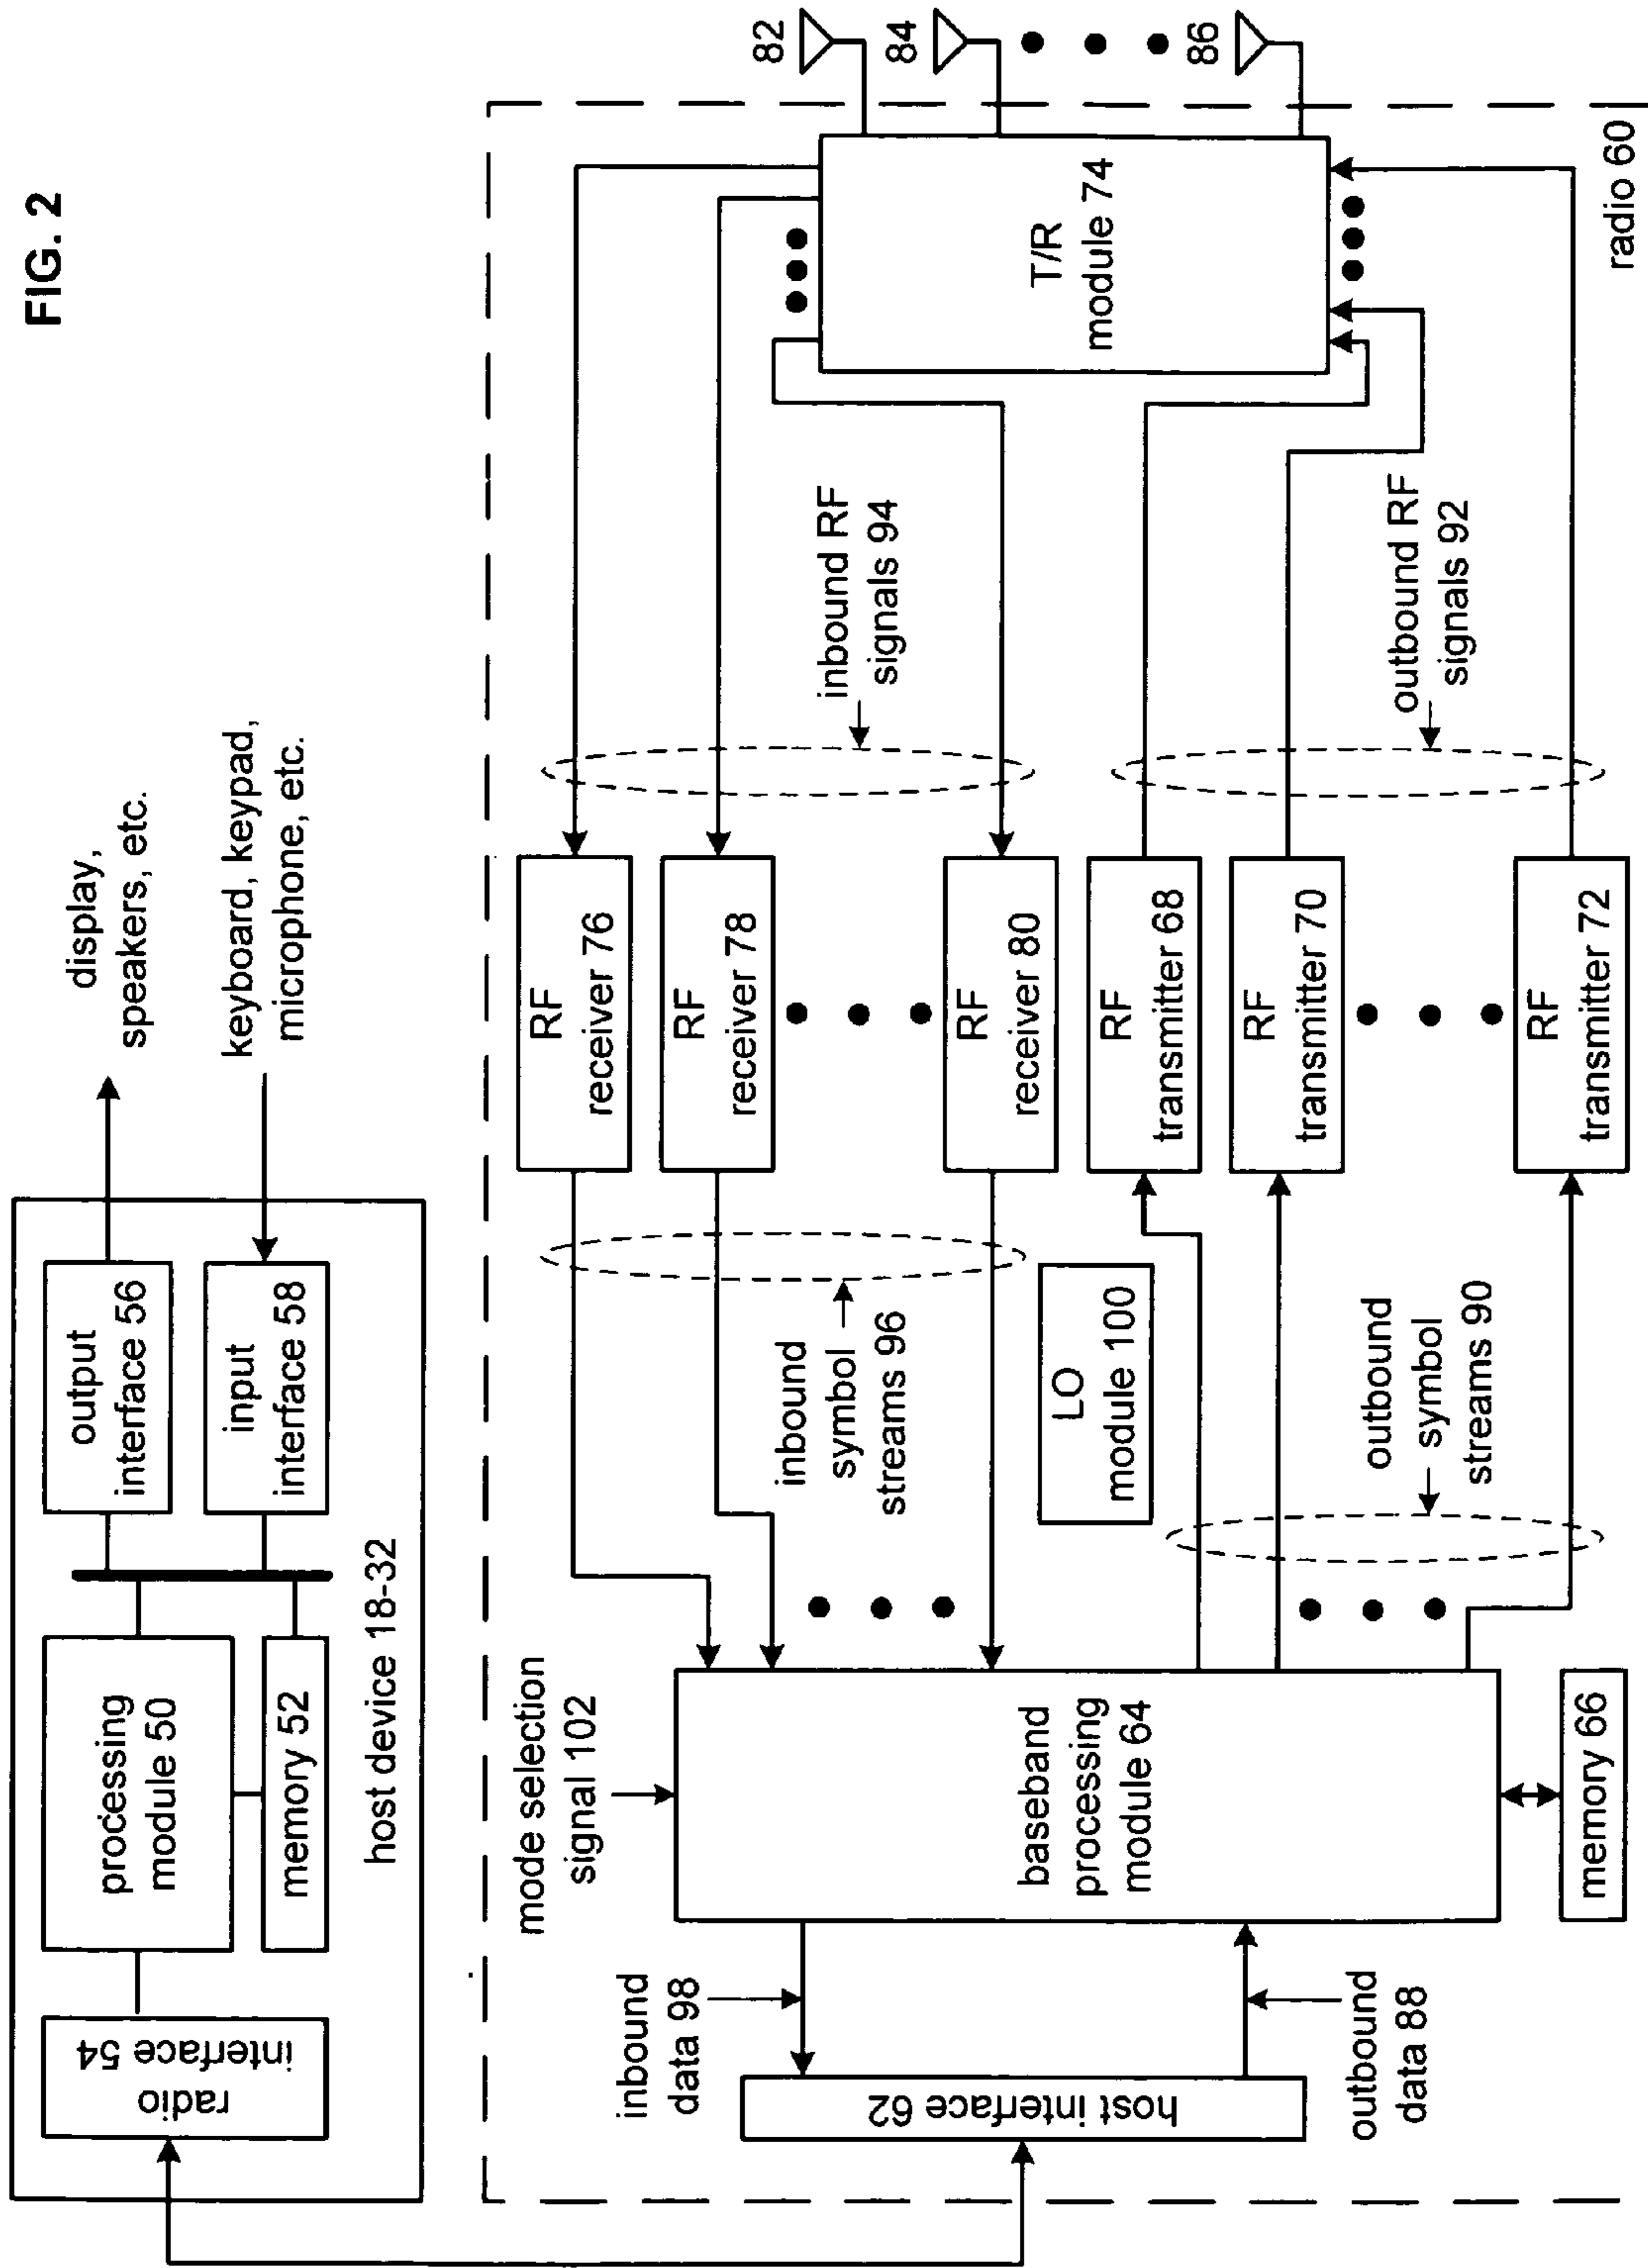 FIG. 2
display,
speakers, etc.
keyboard, keypad,
microphone, etc.
output
interface 56
input
interface 58
processing
module 50
memory 52
radio
interface 54
host device 18-32
mode selection
signal 102
inbound
data 98
host interface 62
outbound
data 88
baseband
processing
module 64
memory 66
inbound
symbol
streams 96
LO
module 100
outbound
symbol
streams 90
RF
receiver 76
RF
receiver 78
RF
receiver 80
RF
transmitter 68
RF
transmitter 70
RF
transmitter 72
inbound RF
signals 94
outbound RF
signals 92
T/R
module 74
82
84
86
radio 60